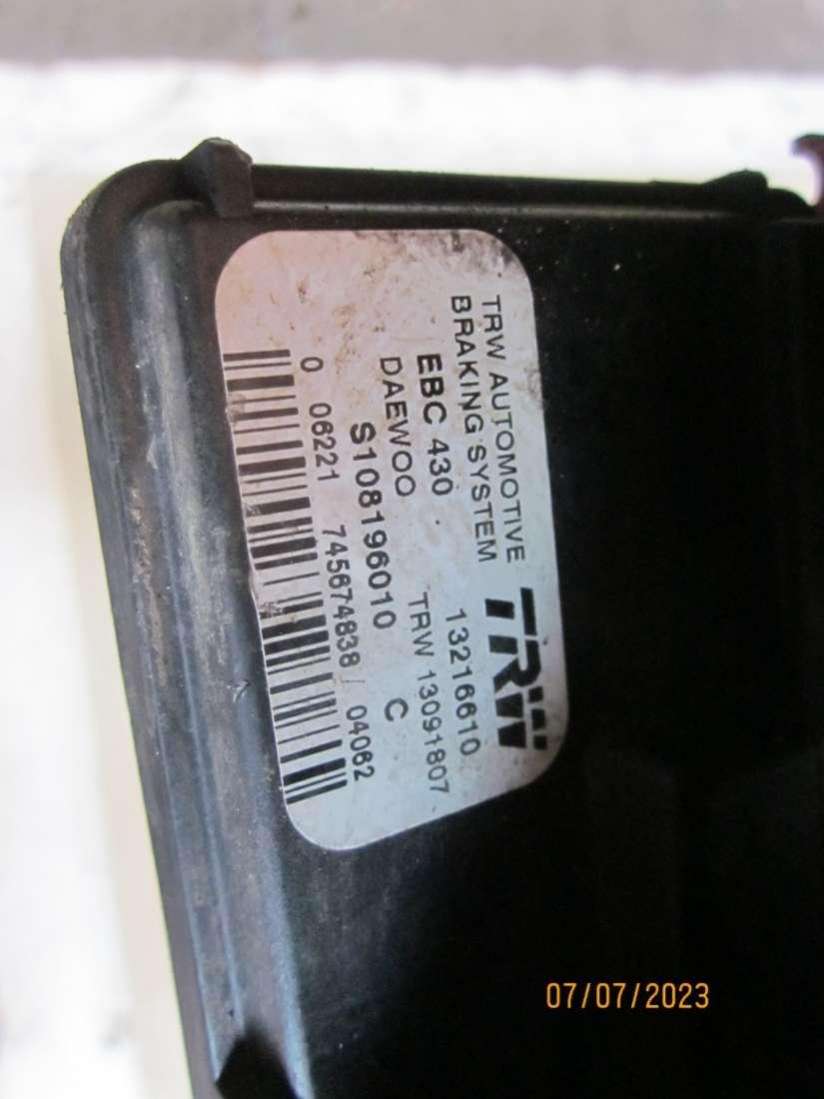 TRW AUTOMOTIVE
BRAKING SYSTEM
TRW
EBC 430
13216610
DAEWOO
TRW 13091807
S108196010
C
0 06221 745674838 04062
07/07/2023